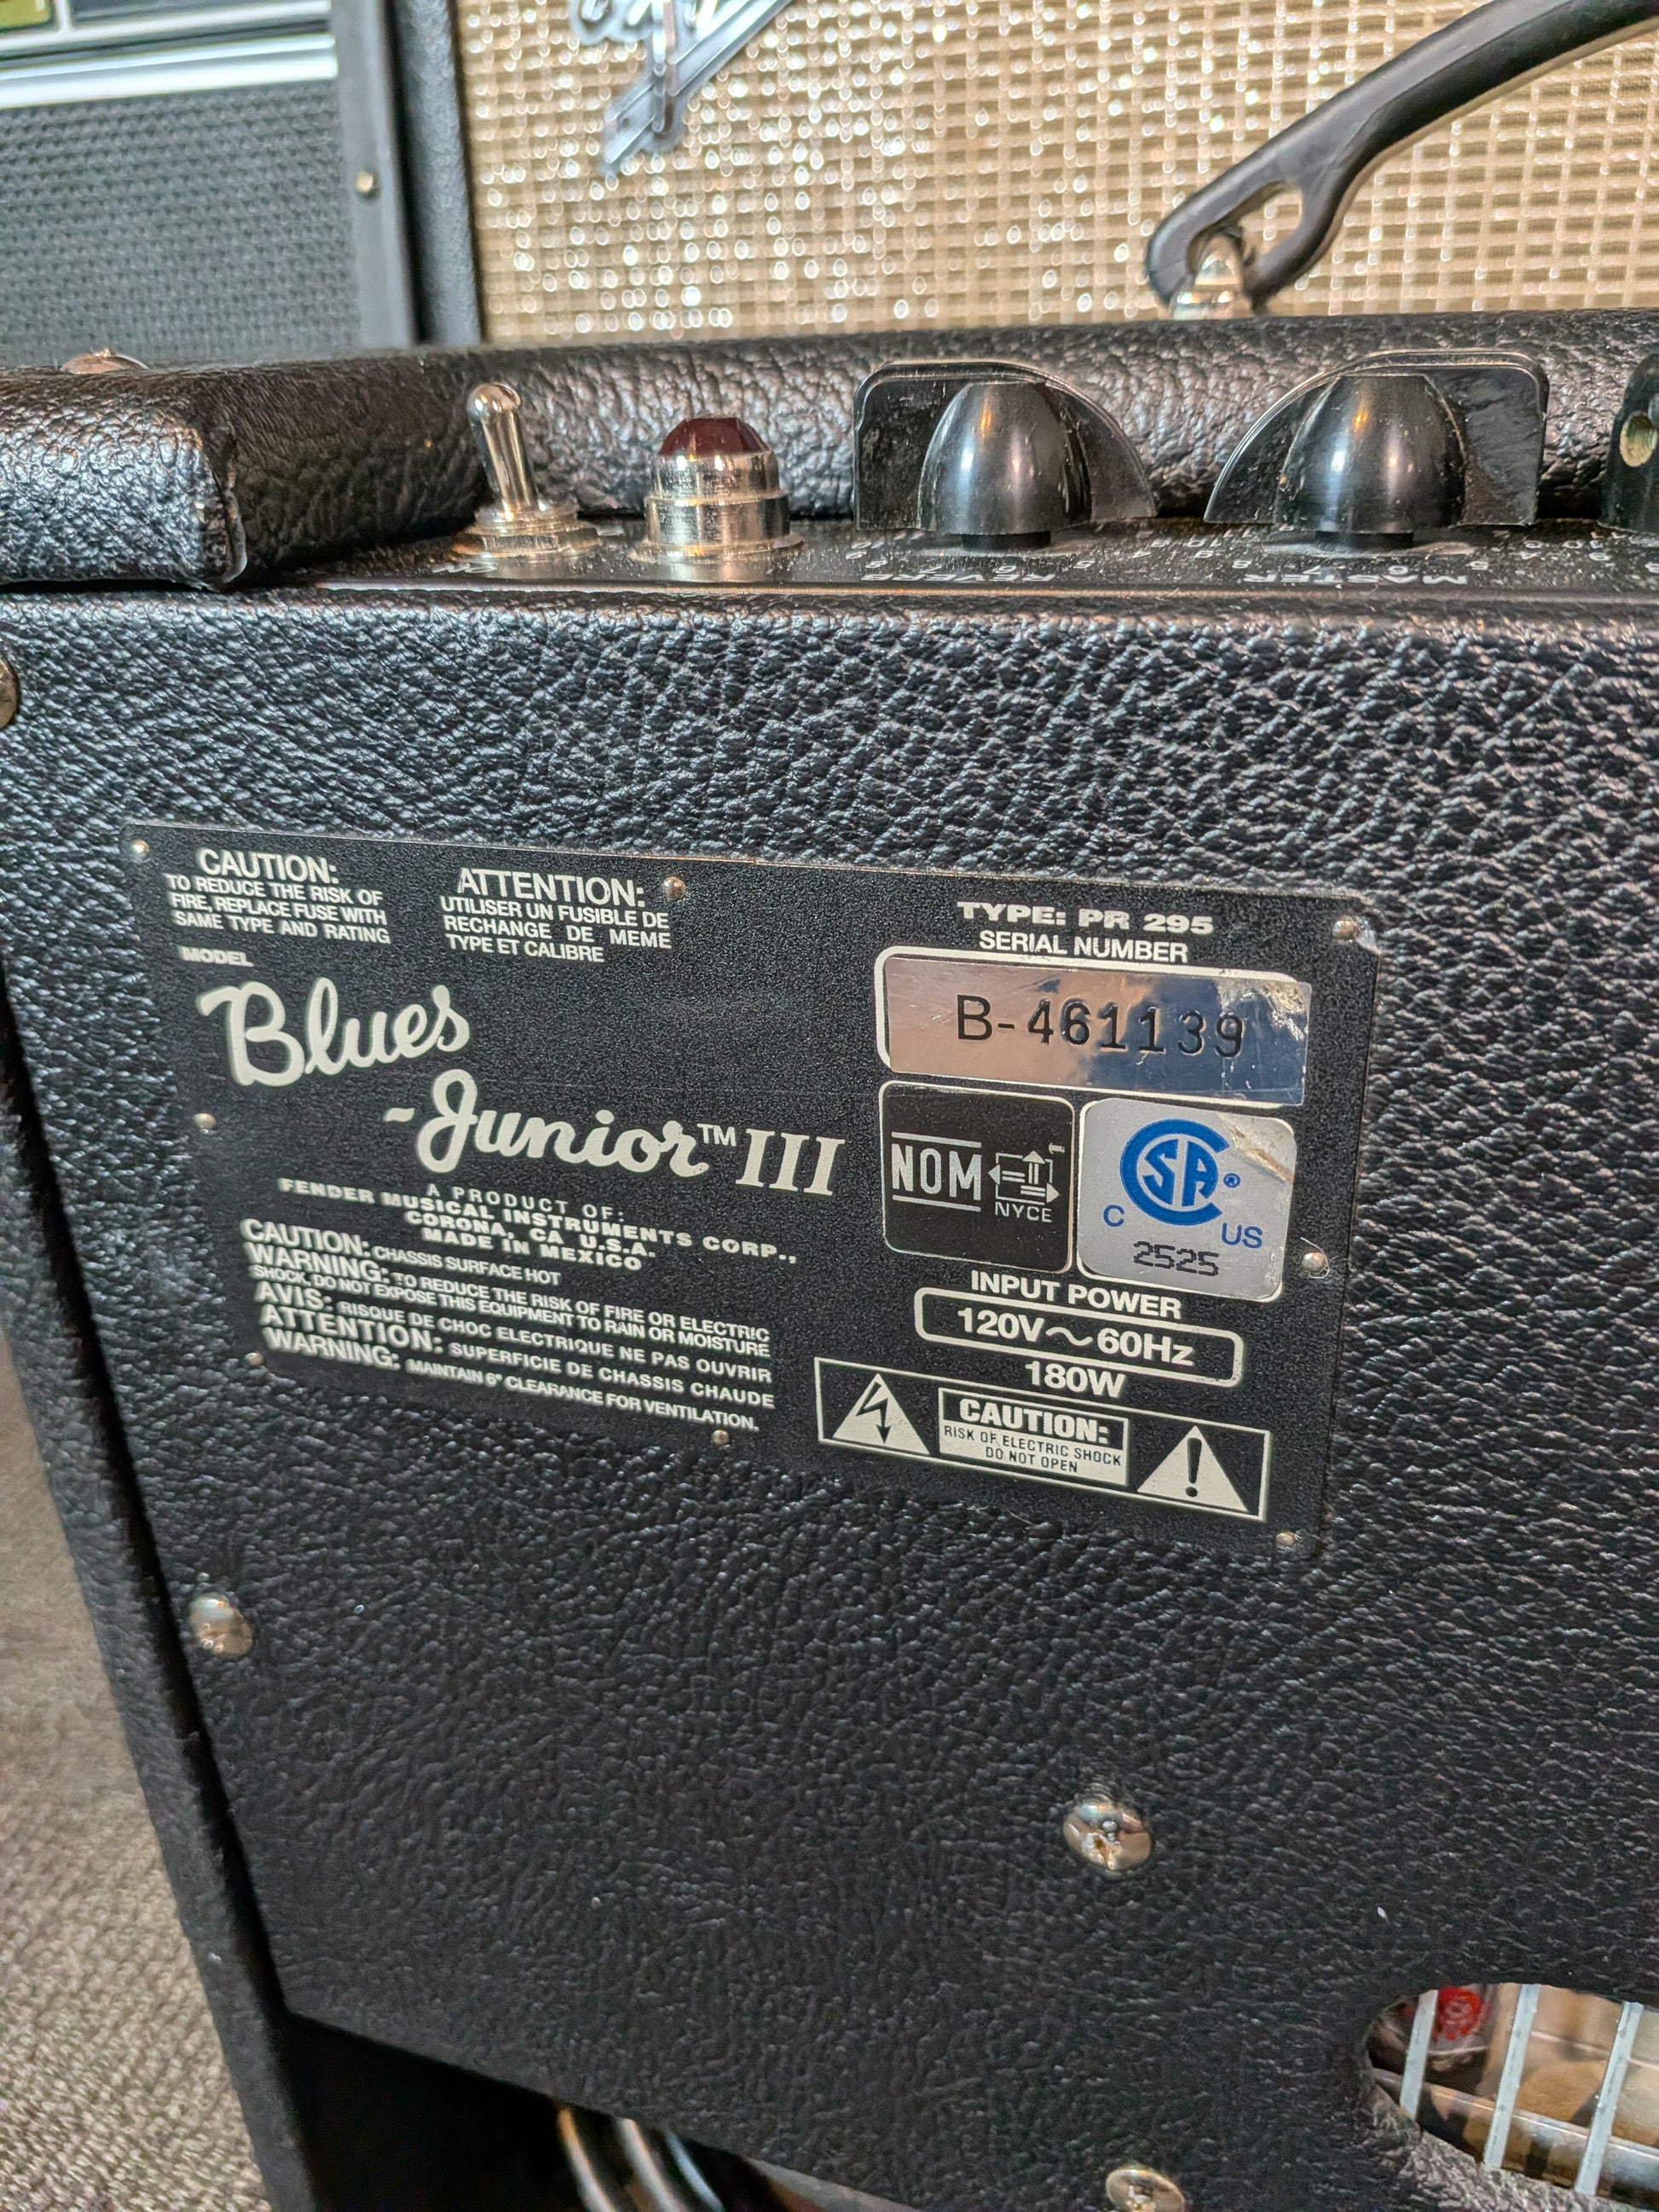 REVERB
MASTER
CAUTION:
TO REDUCE THE RISK OF
FIRE, REPLACE FUSE WITH
SAME TYPE AND RATING
ATTENTION:
UTILISER UN FUSIBLE DE
RECHANGE DE MEME
TYPE ET CALIBRE
MODEL
Blues
Junior™ III
A PRODUCT OF:
FENDER MUSICAL INSTRUMENTS CORP.,
CORONA, CA U.S.A.
MADE IN MEXICO
CAUTION: CHASSIS SURFACE HOT
WARNING: TO REDUCE THE RISK OF FIRE OR ELECTRIC
SHOCK, DO NOT EXPOSE THIS EQUIPMENT TO RAIN OR MOISTURE
AVIS: RISQUE DE CHOC ELECTRIQUE NE PAS OUVRIR
ATTENTION: SUPERFICIE DE CHASSIS CHAUDE
WARNING: MAINTAIN 6" CLEARANCE FOR VENTILATION.
TYPE: PR 295
SERIAL NUMBER
B-461139
NOM
NYCE
SA®
C US
2525
INPUT POWER
120V~60Hz
180W
CAUTION:
RISK OF ELECTRIC SHOCK
DO NOT OPEN